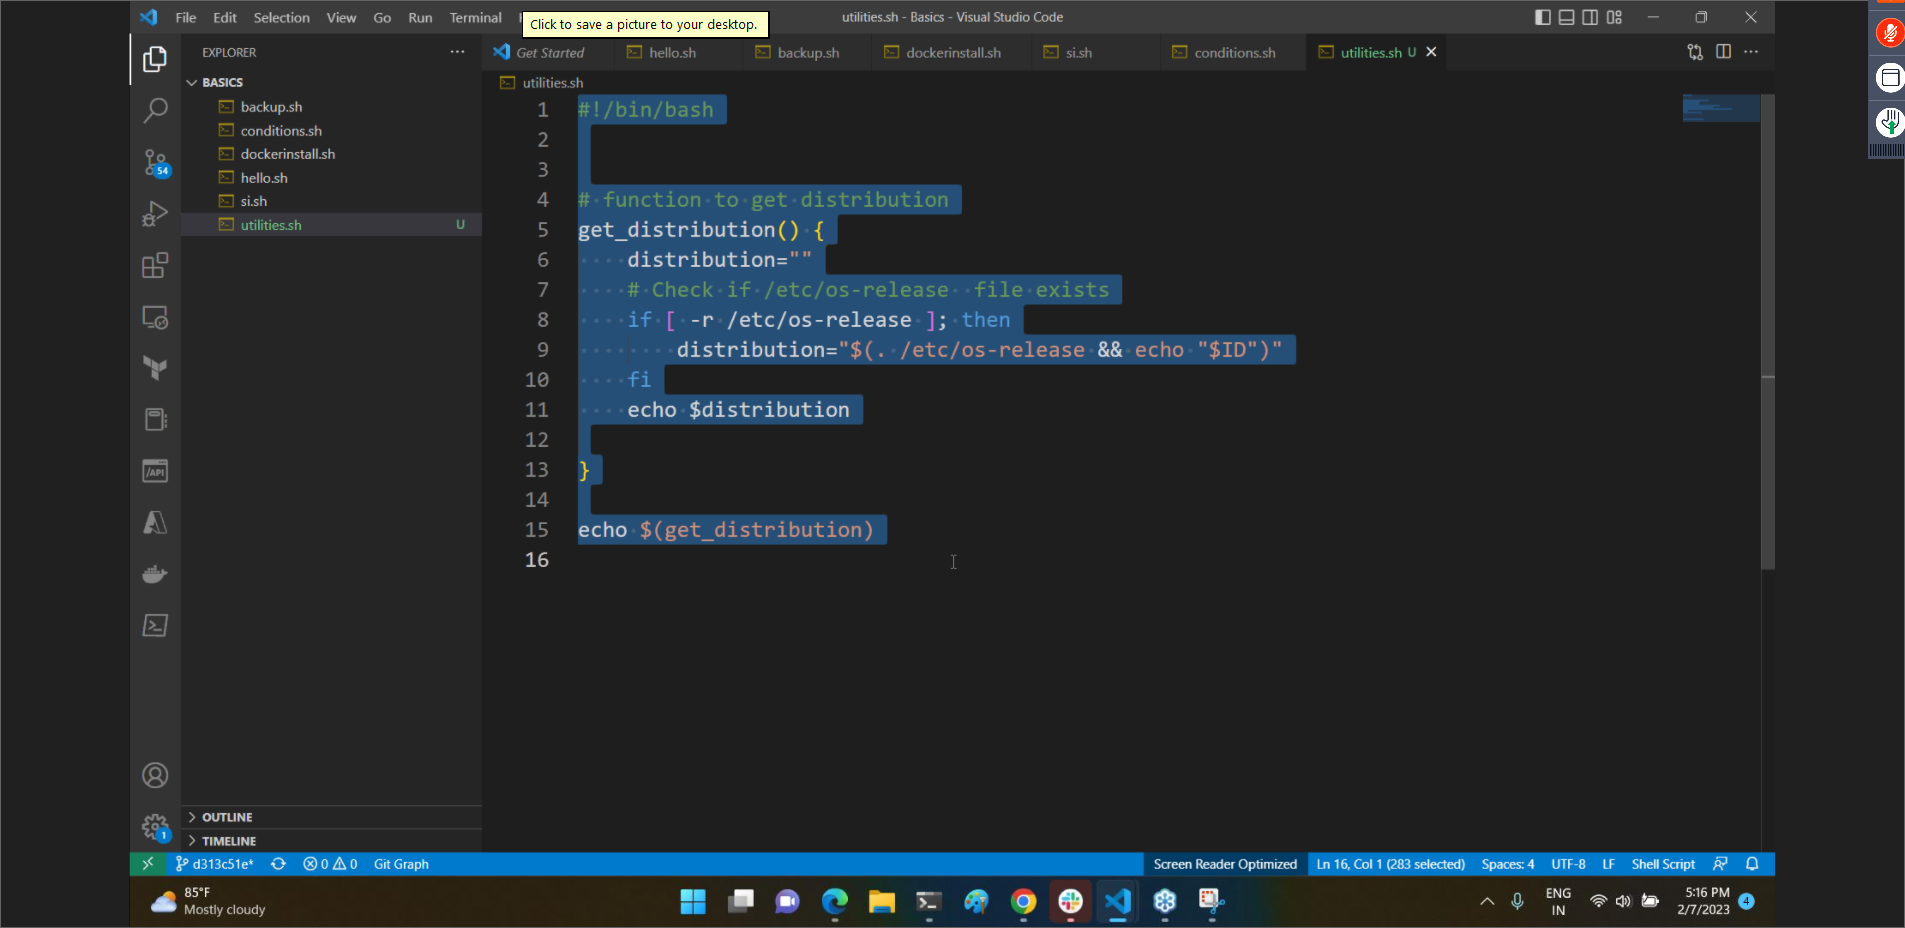 File Edit Selection View Go Run Terminal
Click to save a picture to your desktop.
utilities.sh - Basics - Visual Studio Code
EXPLORER
Get Started
hello.sh
backup.sh
dockerinstall.sh
si.sh
conditions.sh
utilities.sh U
BASICS
backup.sh
conditions.sh
dockerinstall.sh
hello.sh
si.sh
utilities.sh U
54
/API
1
OUTLINE
TIMELINE
utilities.sh
1 #!/bin/bash
2
3
4 # function to get distribution
5 get_distribution() {
6 distribution=""
7 # Check if /etc/os-release  file exists
8 if [ -r /etc/os-release ]; then
9 distribution="$(. /etc/os-release && echo "$ID")"
10 fi
11 echo $distribution
12
13 }
14
15 echo $(get_distribution)
16
d313c51e* 0 0 Git Graph
Screen Reader Optimized Ln 16, Col 1 (283 selected) Spaces: 4 UTF-8 LF Shell Script
85°F
Mostly cloudy
ENG
IN
5:16 PM
2/7/2023
4